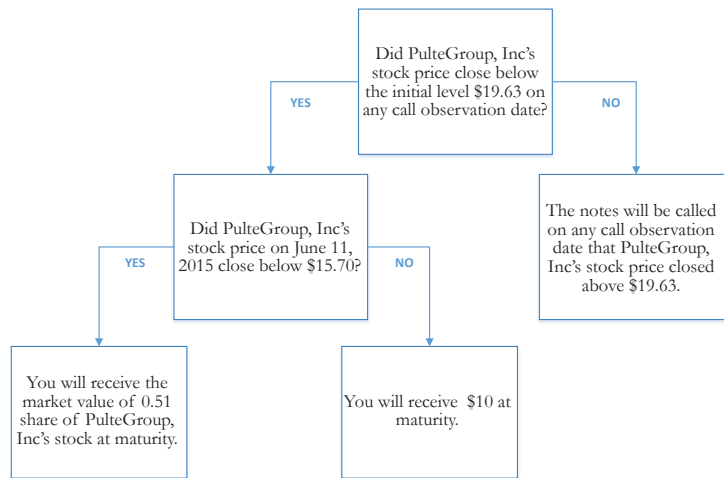 Did PulteGroup, Inc's
stock price close below
the initial level $19.63 on
any call observation date?
YES
NO
Did PulteGroup, Inc's
stock price on June 11,
2015 close below $15.70?
The notes will be called
on any call observation
date that PulteGroup,
Inc's stock price closed
above $19.63.
YES
NO
You will receive the
market value of 0.51
share of PulteGroup,
Inc's stock at maturity.
You will receive $10 at
maturity.